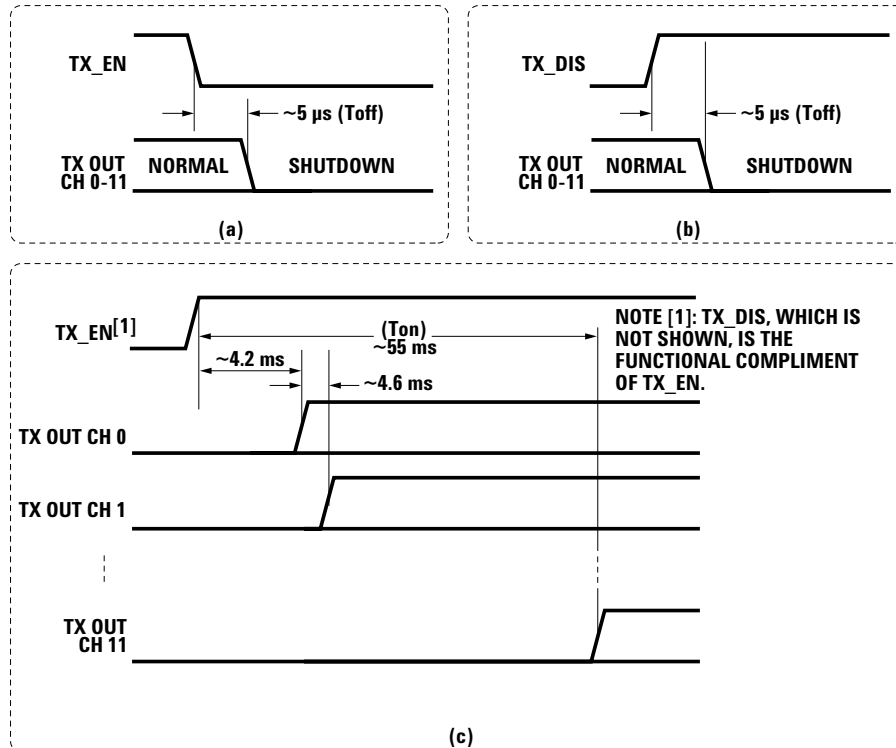 TX_EN
~5 µs (Toff)
TX OUT
CH 0-11
NORMAL
SHUTDOWN
(a)
TX_DIS
~5 µs (Toff)
TX OUT
CH 0-11
NORMAL
SHUTDOWN
(b)
TX_EN[1]
(Ton)
~55 ms
~4.2 ms
~4.6 ms
NOTE [1]: TX_DIS, WHICH IS
NOT SHOWN, IS THE
FUNCTIONAL COMPLIMENT
OF TX_EN.
TX OUT CH 0
TX OUT CH 1
TX OUT
CH 11
(c)